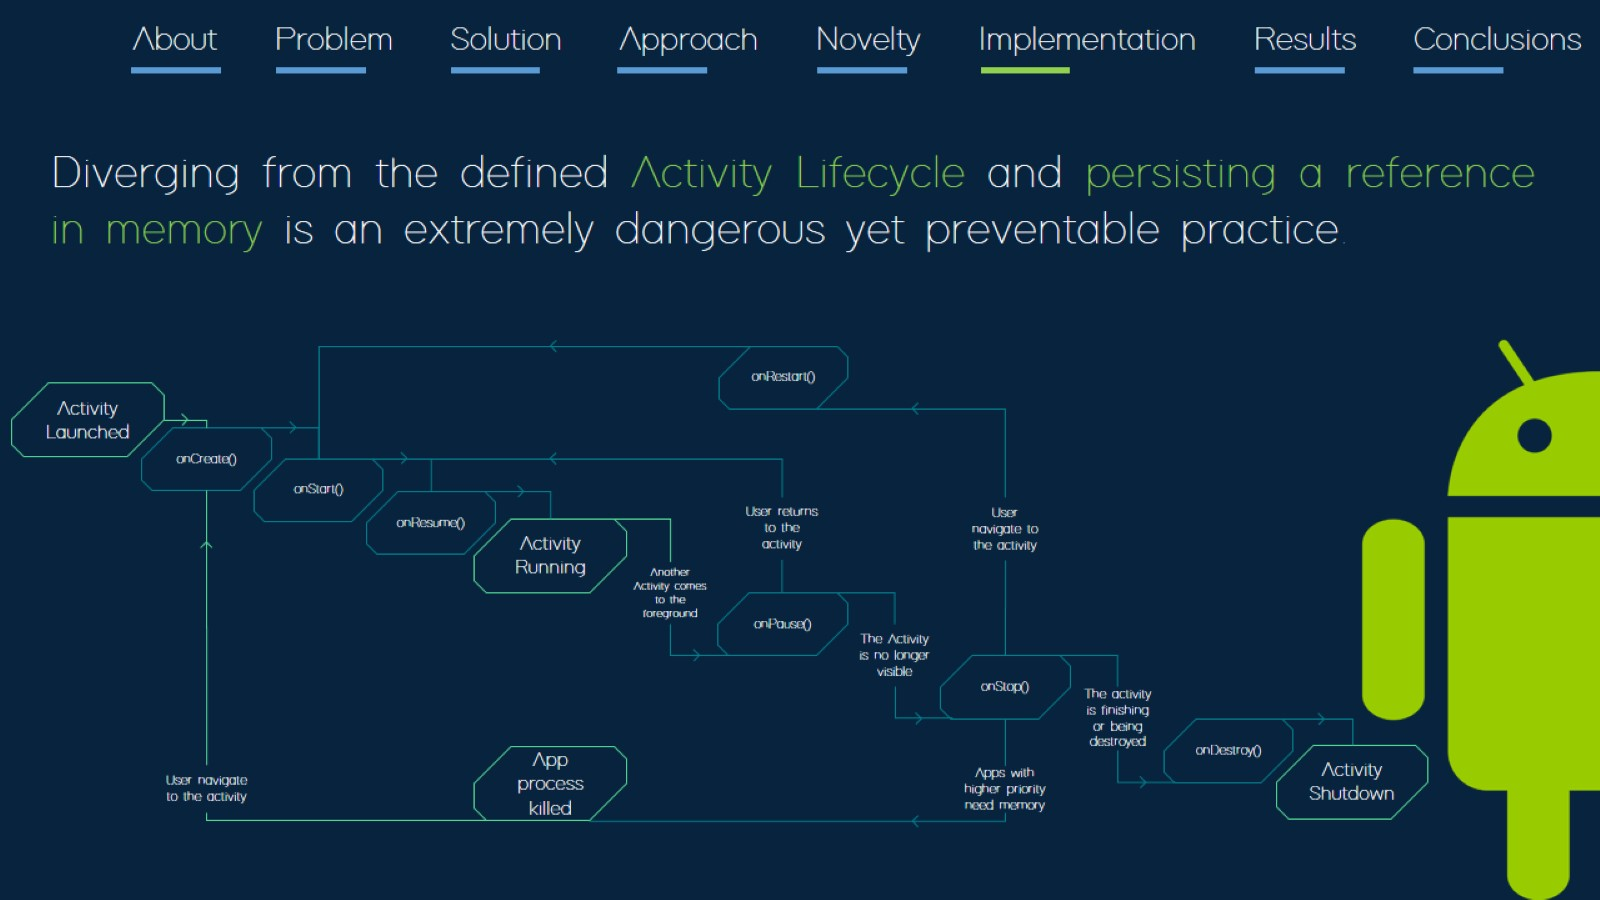 About Problem Solution Approach Novelty Implementation Results Conclusions
Diverging from the defined Activity Lifecycle and persisting a reference
in memory is an extremely dangerous yet preventable practice.
onRestart()
Activity
Launched
onCreate()
onStart()
onResume()
Activity
Running
Another
Activity comes
to the
foreground
User returns
to the
activity
User
navigate to
the activity
onPause()
The Activity
is no longer
visible
onStop()
The activity
is finishing
or being
destroyed
onDestroy()
Activity
Shutdown
Apps with
higher priority
need memory
App
process
killed
User navigate
to the activity